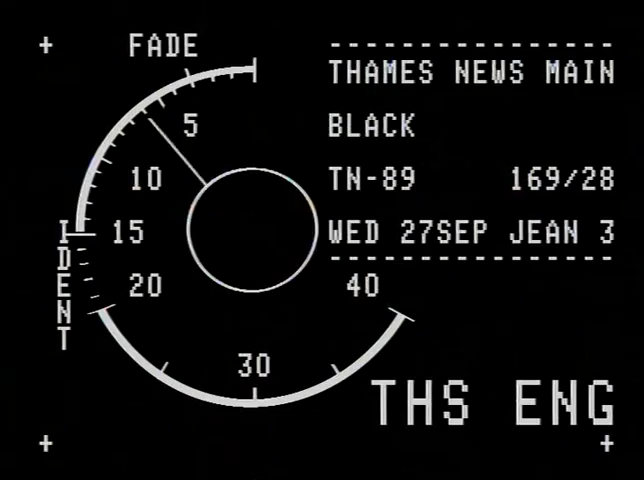 FADE
THAMES NEWS MAIN
BLACK
TN-89 169/28
WED 27SEP JEAN 3
5
10
15
20
30
40
IDENT
THS ENG